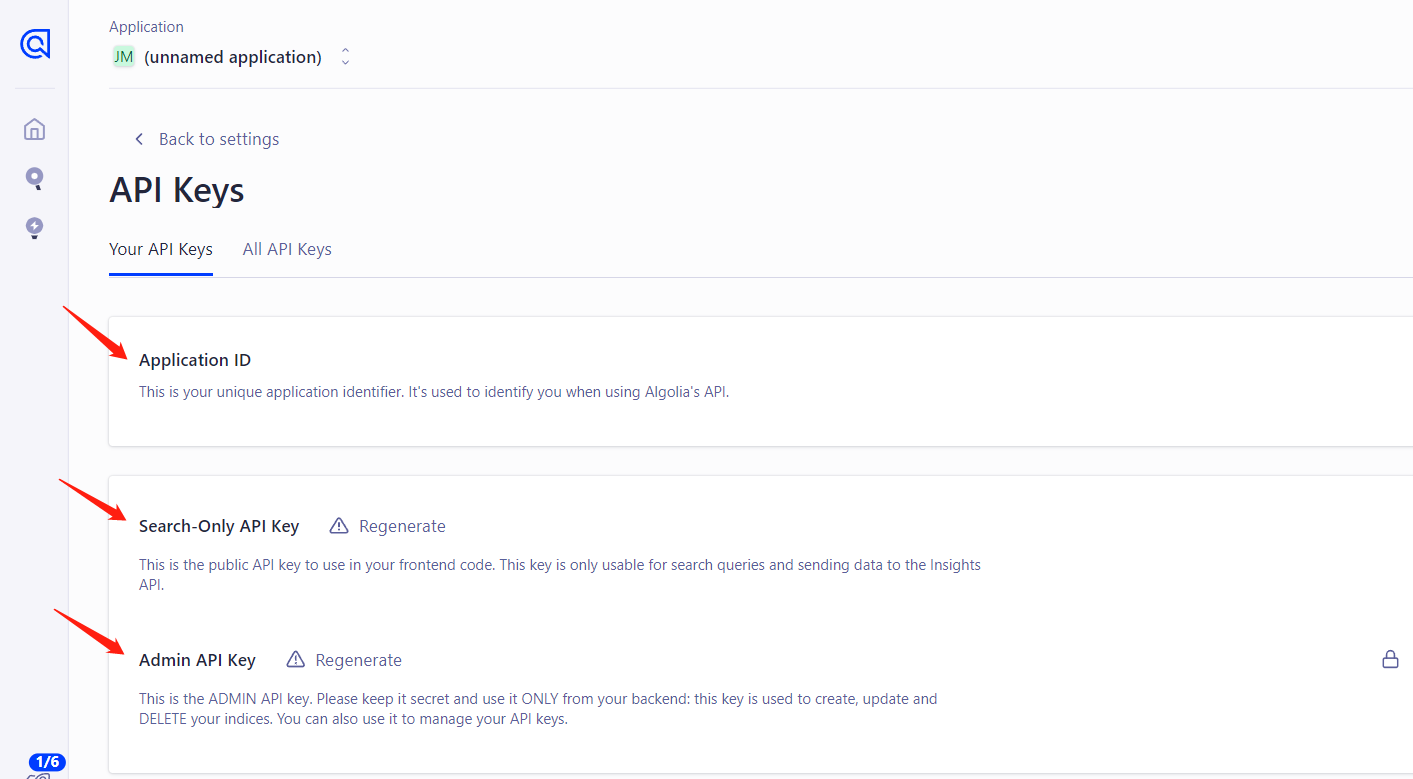 Application
JM (unnamed application)
Back to settings
API Keys
Your API Keys All API Keys
Application ID
This is your unique application identifier. It's used to identify you when using Algolia's API.
Search-Only API Key Regenerate
This is the public API key to use in your frontend code. This key is only usable for search queries and sending data to the Insights
API.
Admin API Key Regenerate
This is the ADMIN API key. Please keep it secret and use it ONLY from your backend: this key is used to create, update and
DELETE your indices. You can also use it to manage your API keys.
1/6